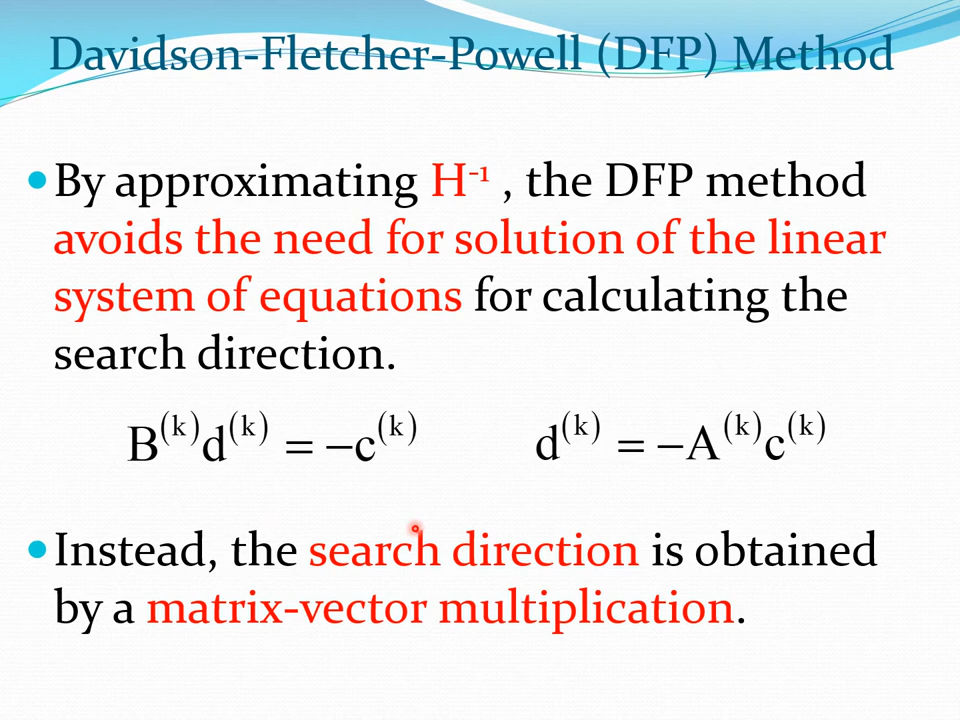 Davidson-Fletcher-Powell (DFP) Method
• By approximating H⁻¹ , the DFP method
avoids the need for solution of the linear
system of equations for calculating the
search direction.
B⁽ᵏ⁾d⁽ᵏ⁾ = −c⁽ᵏ⁾ d⁽ᵏ⁾ = −A⁽ᵏ⁾c⁽ᵏ⁾
• Instead, the search direction is obtained
by a matrix-vector multiplication.